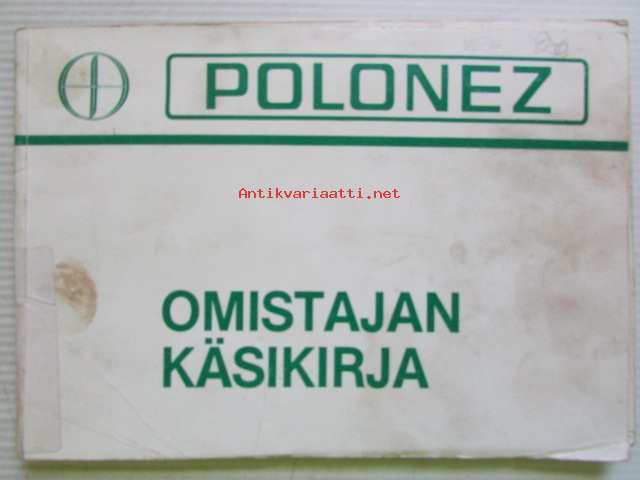 POLONEZ
Antikvariaatti.net
OMISTAJAN
KÄSIKIRJA